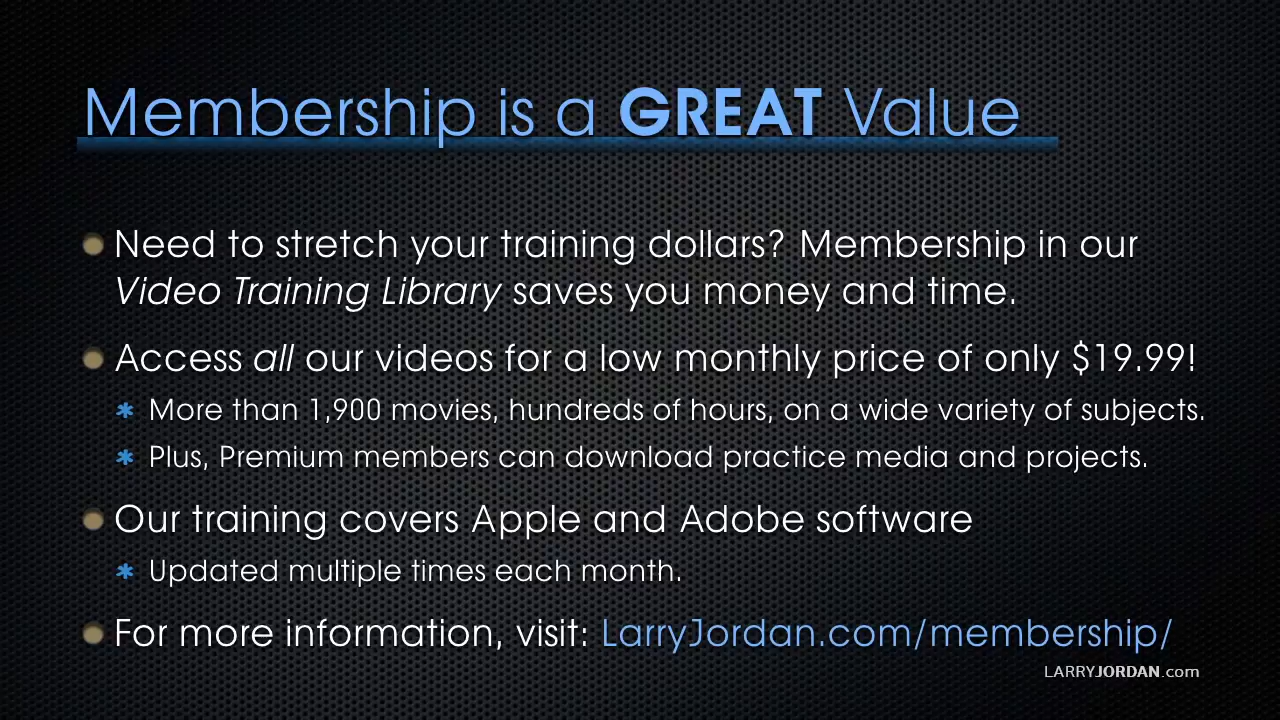 Membership is a GREAT Value
Need to stretch your training dollars? Membership in our
Video Training Library saves you money and time.
Access all our videos for a low monthly price of only $19.99!
More than 1,900 movies, hundreds of hours, on a wide variety of subjects.
Plus, Premium members can download practice media and projects.
Our training covers Apple and Adobe software
Updated multiple times each month.
For more information, visit: LarryJordan.com/membership/
LARRYJORDAN.com